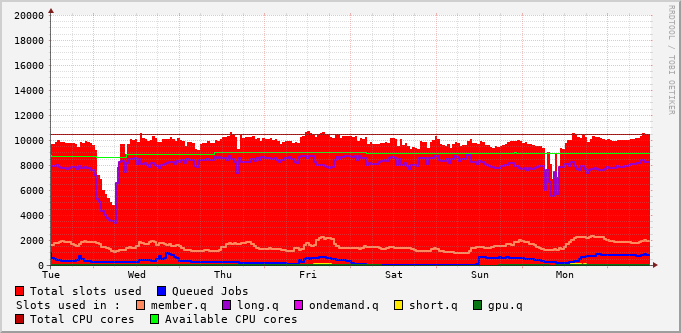 20000
18000
16000
14000
12000
10000
8000
6000
4000
2000
0
Tue Wed Thu Fri Sat Sun Mon
Total slots used Queued Jobs
Slots used in : member.q long.q ondemand.q short.q gpu.q
Total CPU cores Available CPU cores
RRDTOOL / TOBI OETIKER